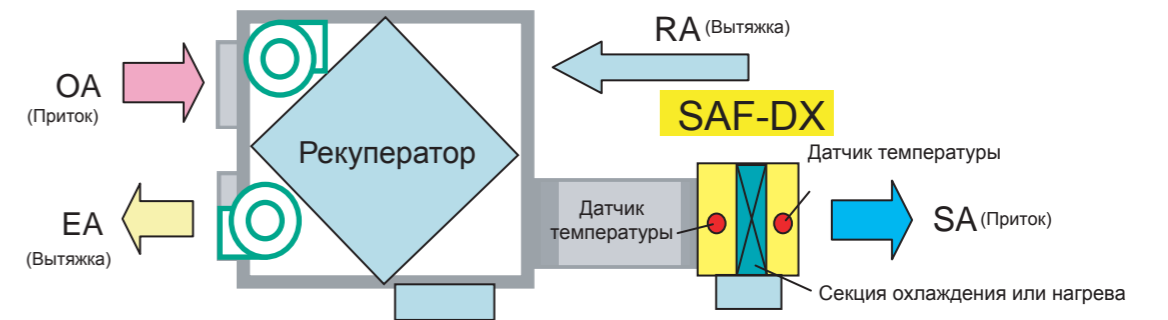 RA (Вытяжка)
OA
(Приток)
SAF-DX
Рекуператор
Датчик температуры
Датчик
температуры
EA
(Вытяжка)
SA (Приток)
Секция охлаждения или нагрева